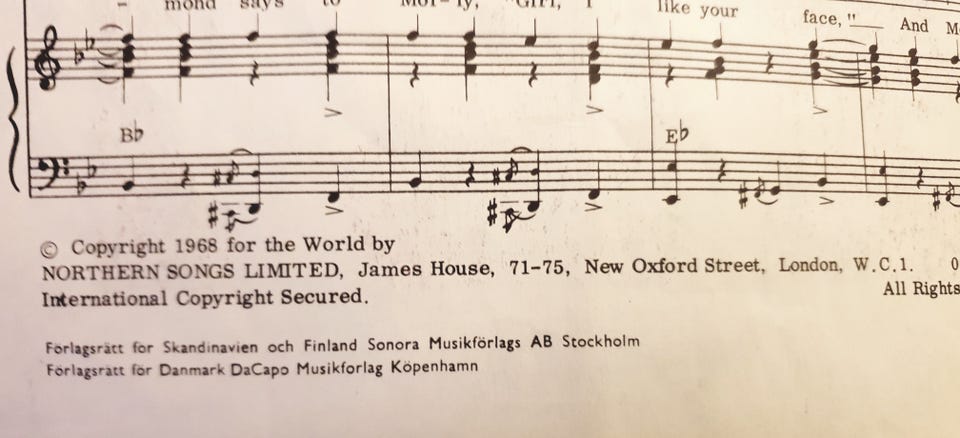 - mond says to Mol - ly, "Girl, I like your face," And
B♭ E♭
© Copyright 1968 for the World by
NORTHERN SONGS LIMITED, James House, 71-75, New Oxford Street, London, W.C.1.
International Copyright Secured. All Rights
Förlagsrätt för Skandinavien och Finland Sonora Musikförlags AB Stockholm
Förlagsrätt för Danmark DaCapo Musikforlag Köpenhamn